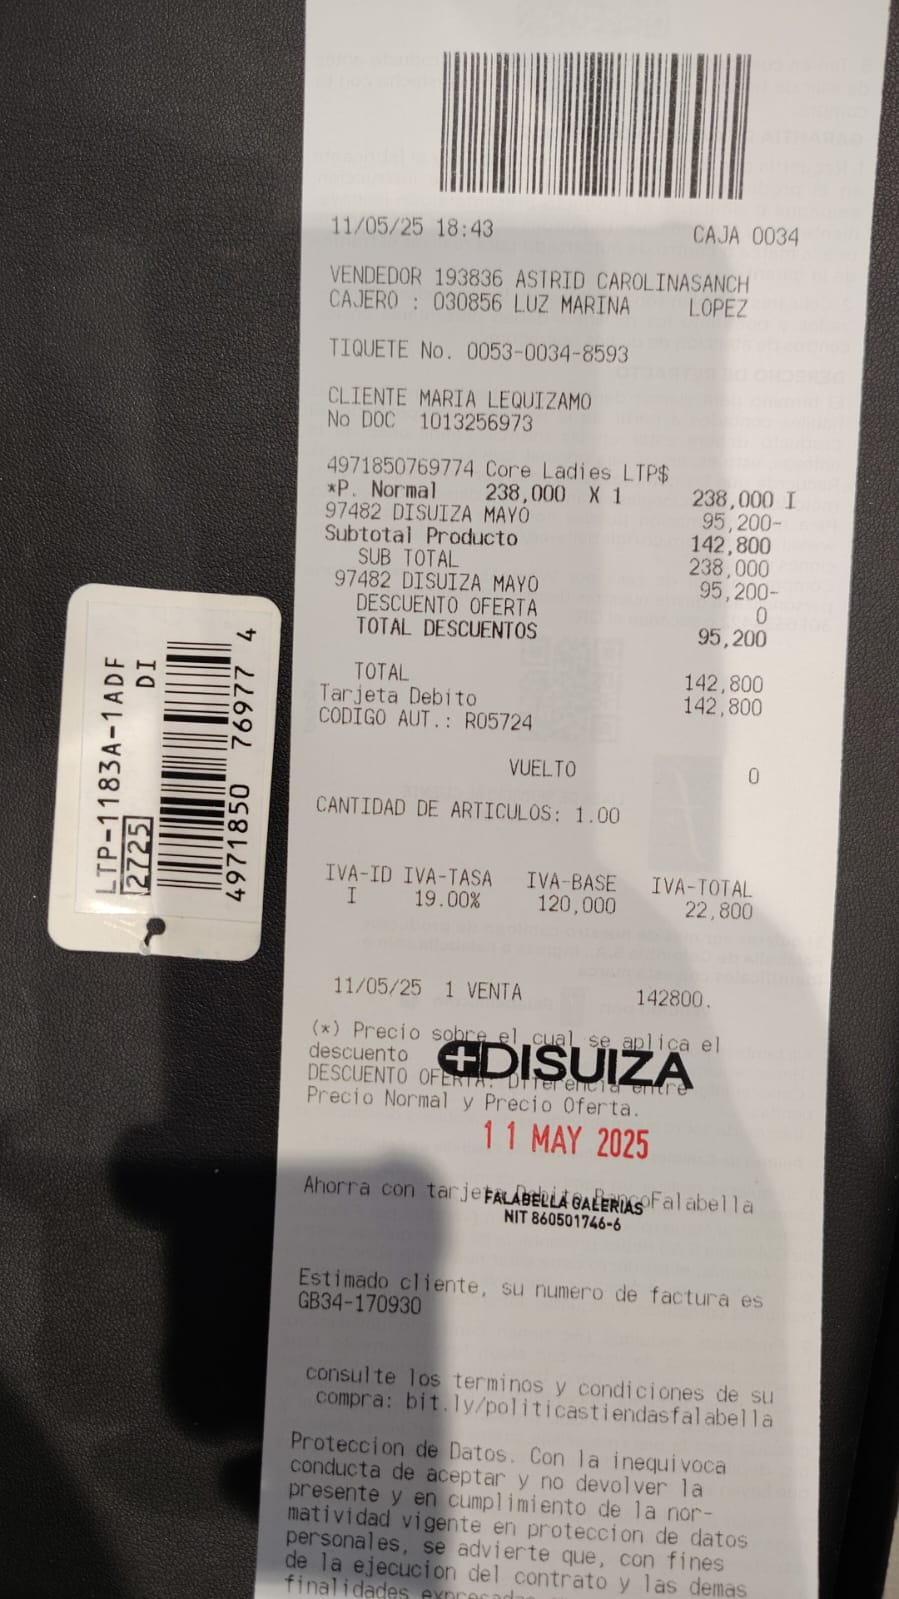 11/05/25 18:43 CAJA 0034
VENDEDOR 193836 ASTRID CAROLINASANCH
CAJERO : 030856 LUZ MARINA LOPEZ
TIQUETE No. 0053-0034-8593
CLIENTE MARIA LEQUIZAMO
No DOC 1013256973
4971850769774 Core Ladies LTP$
*P. Normal 238,000 X 1 238,000 I
97482 DISUIZA MAYO 95,200-
Subtotal Producto 142,800
SUB TOTAL 238,000
97482 DISUIZA MAYO 95,200-
DESCUENTO OFERTA 0
TOTAL DESCUENTOS 95,200
TOTAL 142,800
Tarjeta Debito 142,800
CODIGO AUT.: R05724
VUELTO 0
CANTIDAD DE ARTICULOS: 1.00
IVA-ID IVA-TASA IVA-BASE IVA-TOTAL
I 19.00% 120,000 22,800
11/05/25 1 VENTA 142800.
(*) Precio sobre el cual se aplica el
descuento
DISUIZA
DESCUENTO OFERTA: Diferencia entre
Precio Normal y Precio Oferta.
11 MAY 2025
Ahorra con tarjeta Debito BancoFalabella
FALABELLA GALERIAS
NIT 860501746-6
Estimado cliente, su numero de factura es
GB34-170930
consulte los terminos y condiciones de su
compra: bit.ly/politicastiendasfalabella
Proteccion de Datos. Con la inequivoca
conducta de aceptar y no devolver la
presente y en cumplimiento de la nor-
matividad vigente en proteccion de datos
personales, se advierte que, con fines
de la ejecucion del contrato y las demas
finalidades
LTP-1183A-1ADF
DI
2725
4971850 76977 4